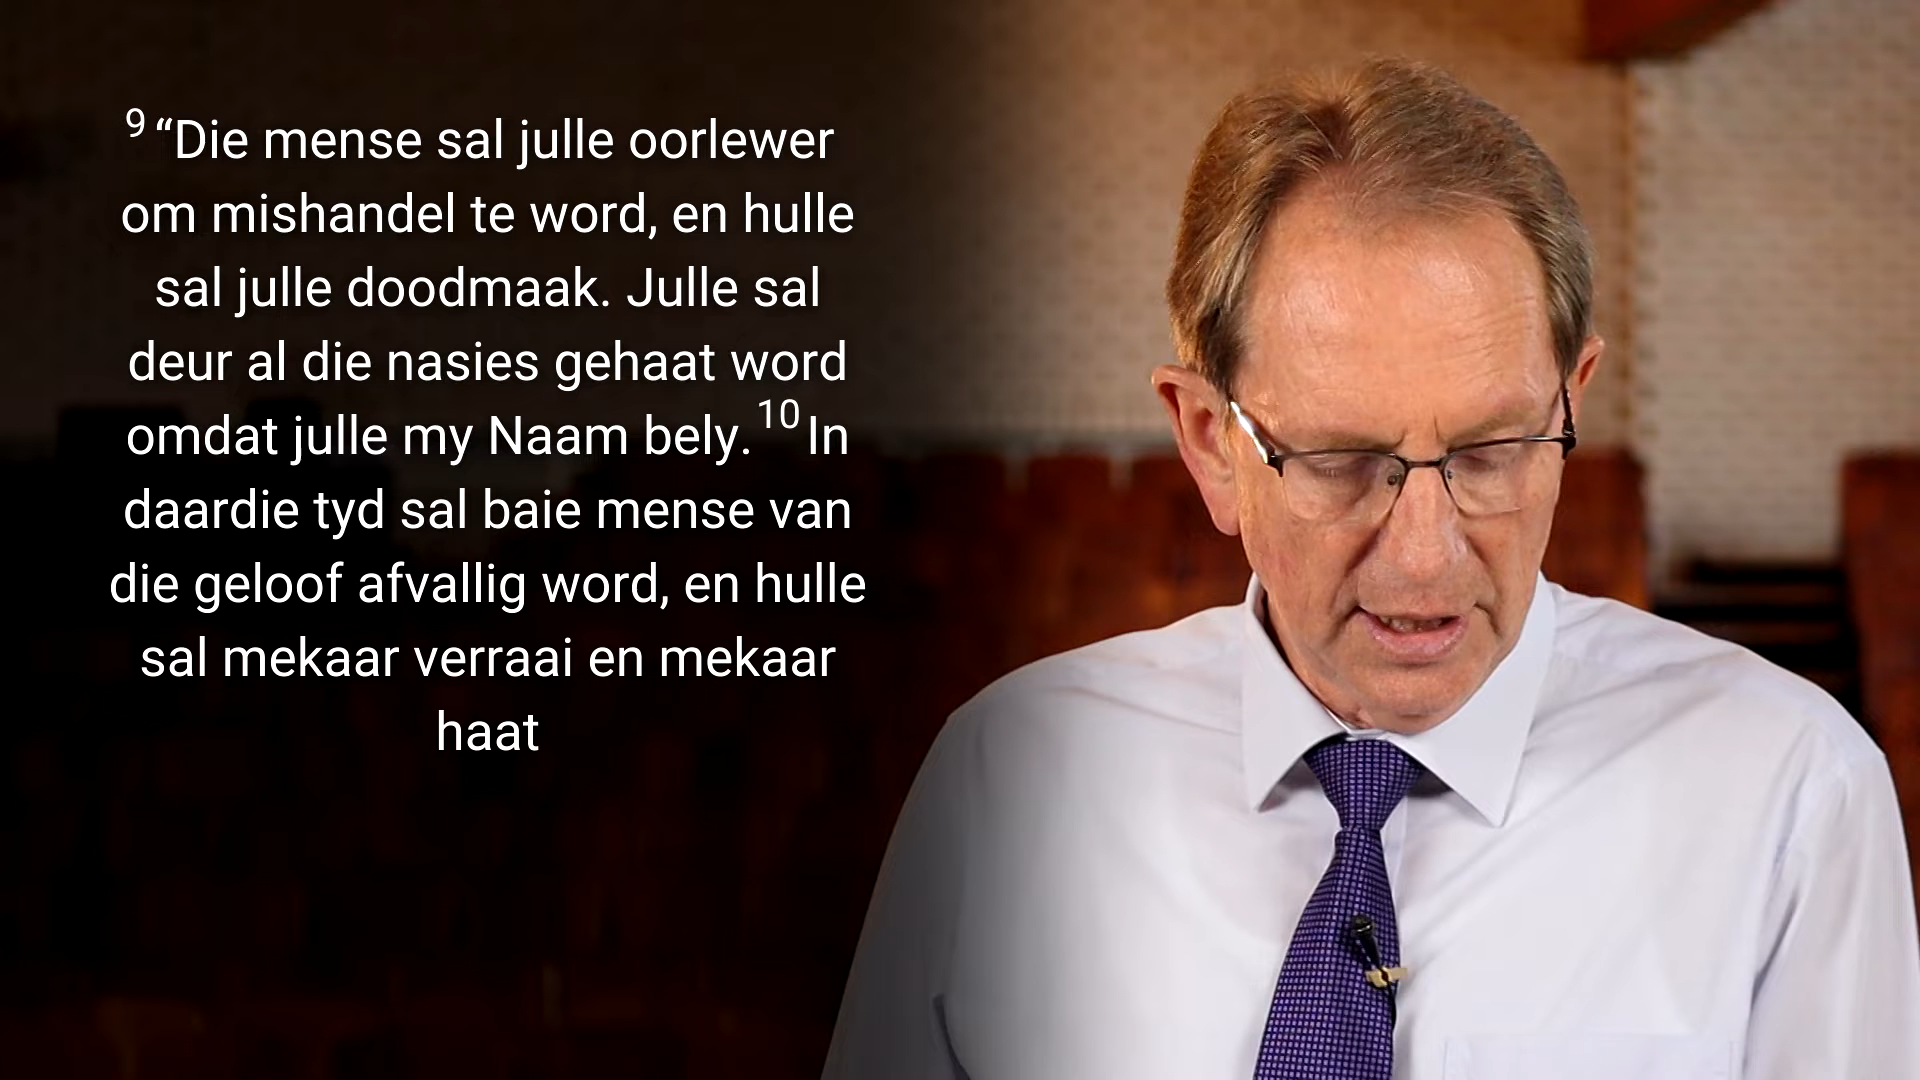 9 “Die mense sal julle oorlewer
om mishandel te word, en hulle
sal julle doodmaak. Julle sal
deur al die nasies gehaat word
omdat julle my Naam bely. 10 In
daardie tyd sal baie mense van
die geloof afvallig word, en hulle
sal mekaar verraai en mekaar
haat